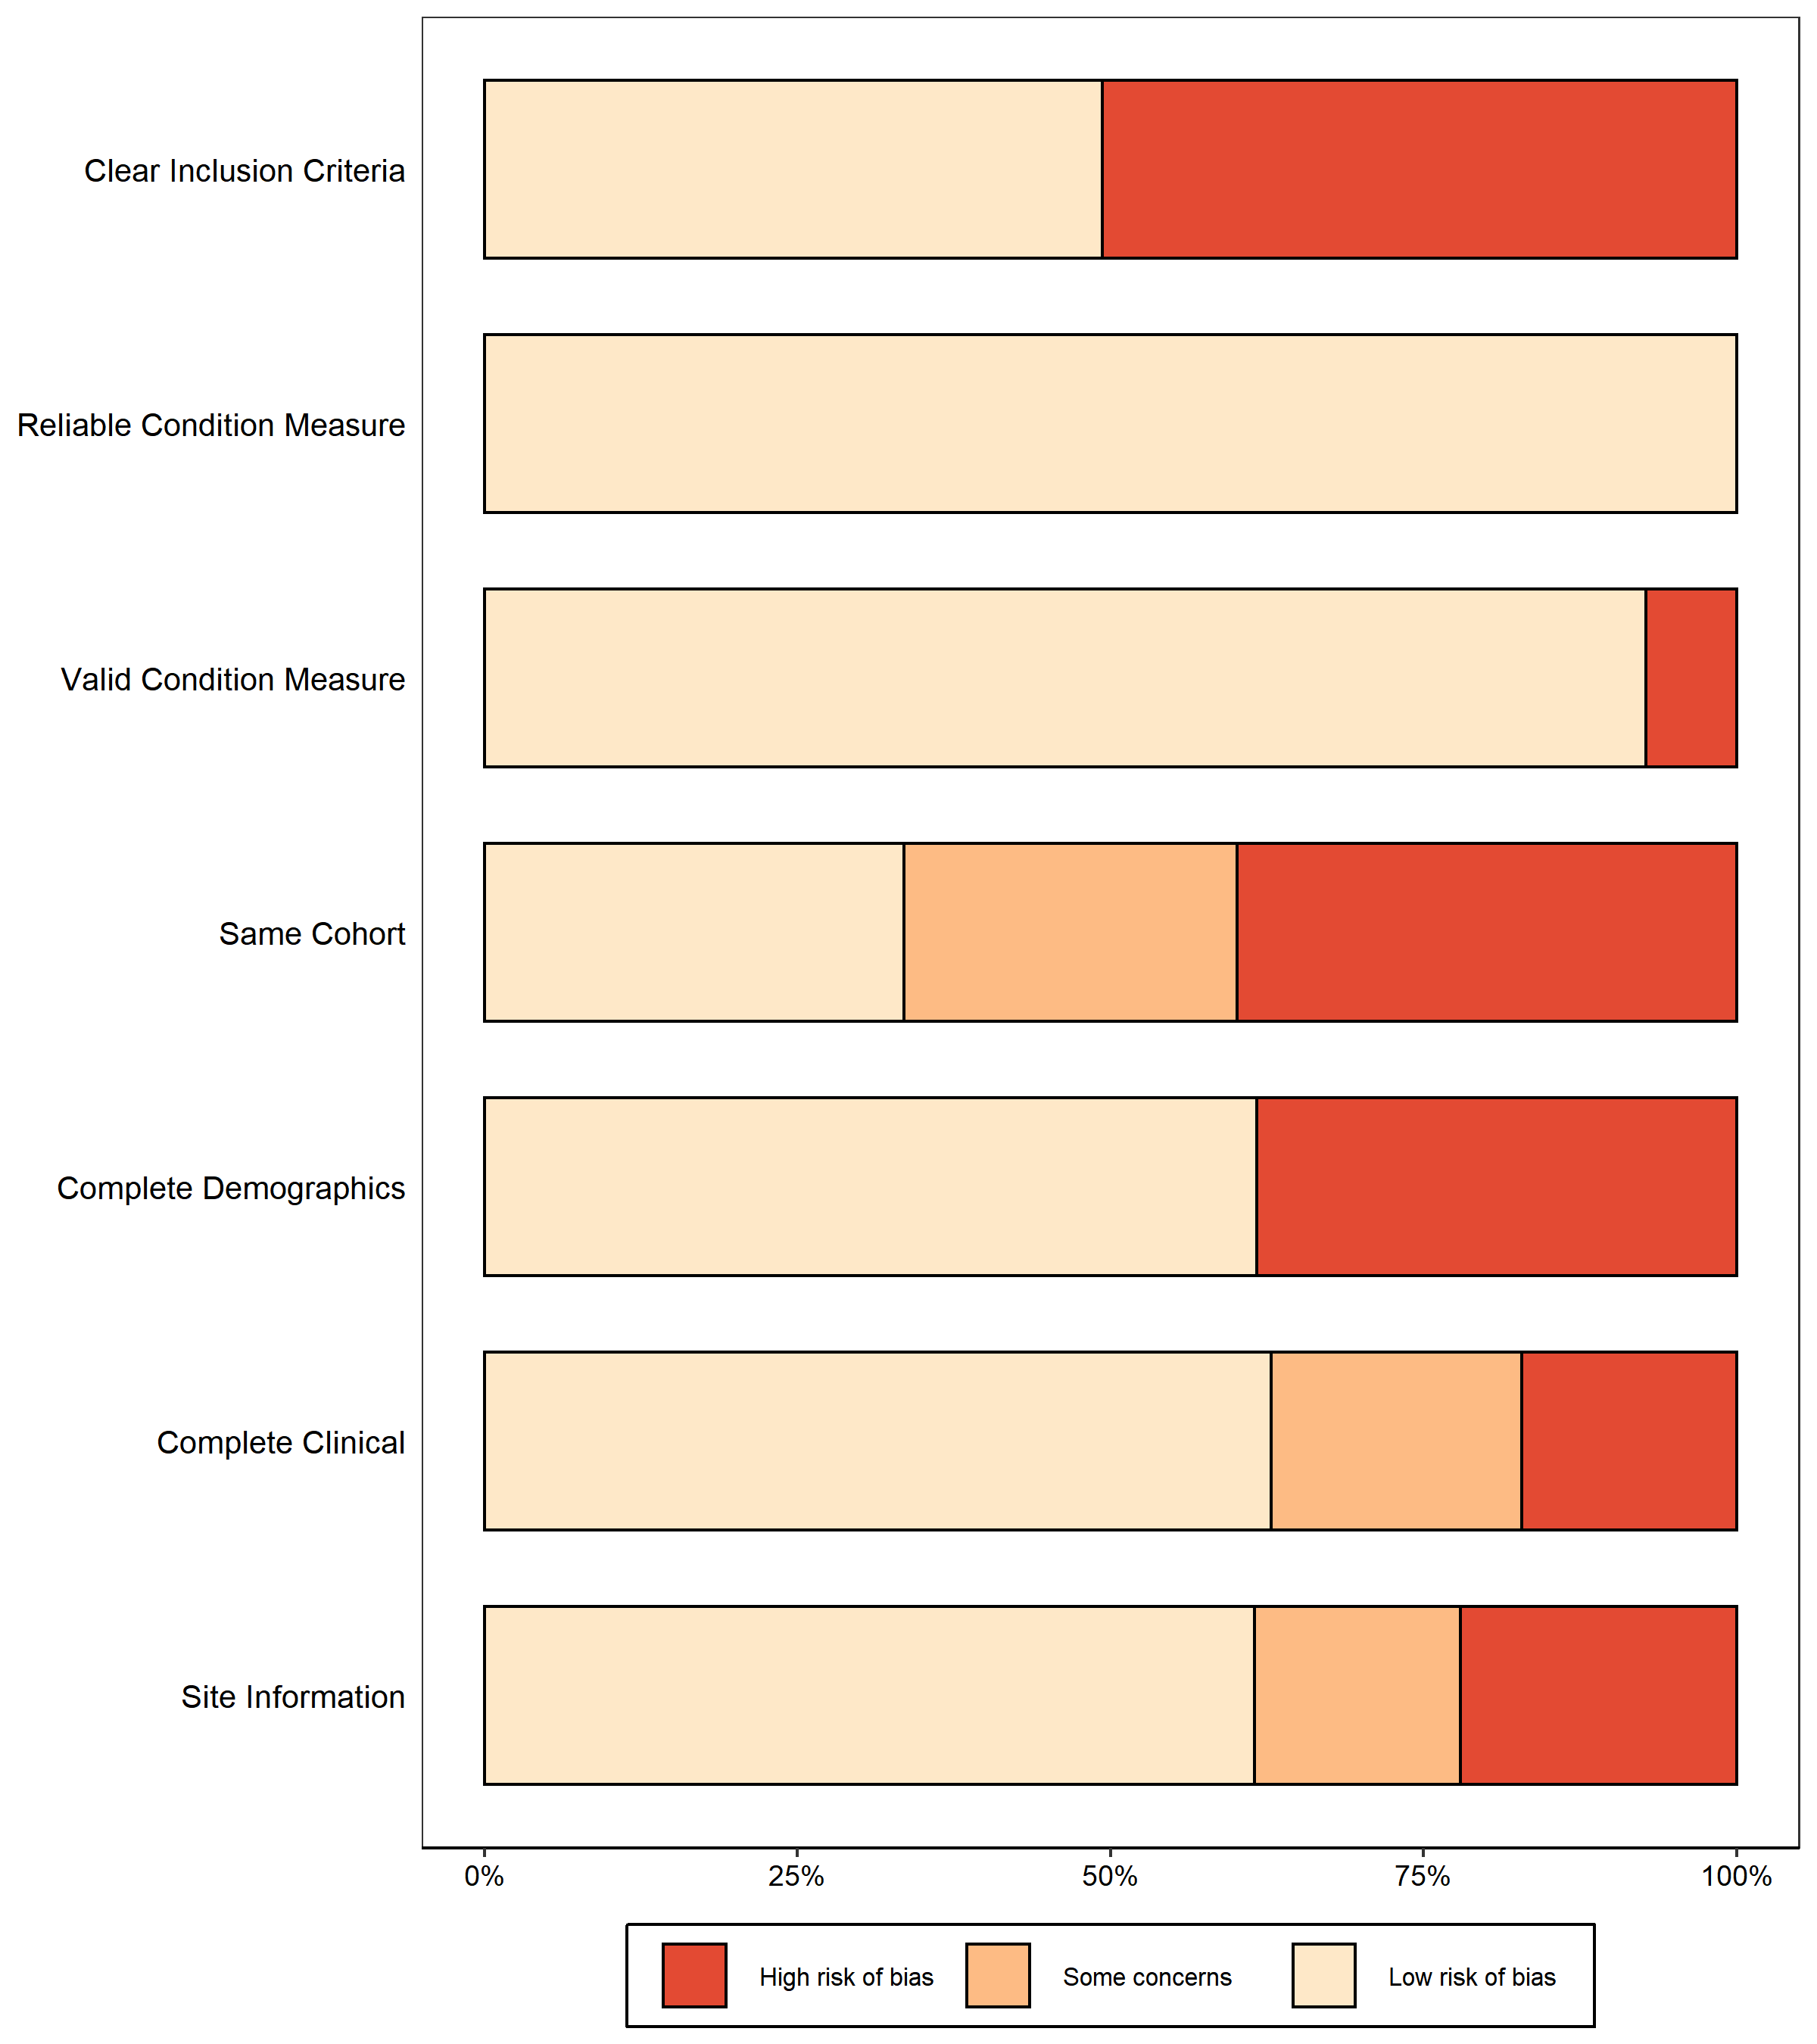 Clear Inclusion Criteria
Reliable Condition Measure
Valid Condition Measure
Same Cohort
Complete Demographics
Complete Clinical
Site Information
0% 25% 50% 75% 100%
High risk of bias Some concerns Low risk of bias